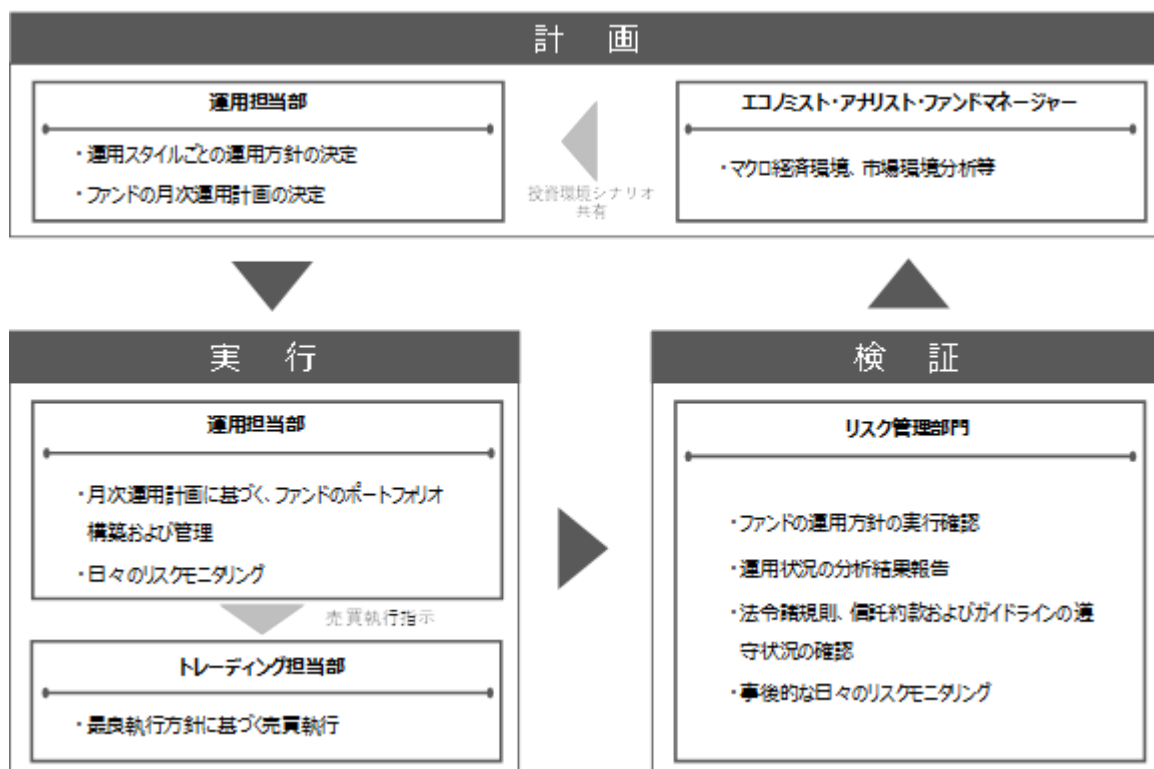 計 画
運用担当部
・運用スタイルごとの運用方針の決定
・ファンドの月次運用計画の決定
投資環境シナリオ
共有
エコノミスト・アナリスト・ファンドマネージャー
・マクロ経済環境、市場環境分析等
実 行
運用担当部
・月次運用計画に基づく、ファンドのポートフォリオ
構築および管理
・日々のリスクモニタリング
売買執行指示
トレーディング担当部
・最良執行方針に基づく売買執行
検 証
リスク管理部門
・ファンドの運用方針の実行確認
・運用状況の分析結果報告
・法令諸規則、信託約款およびガイドラインの遵
守状況の確認
・事後的な日々のリスクモニタリング